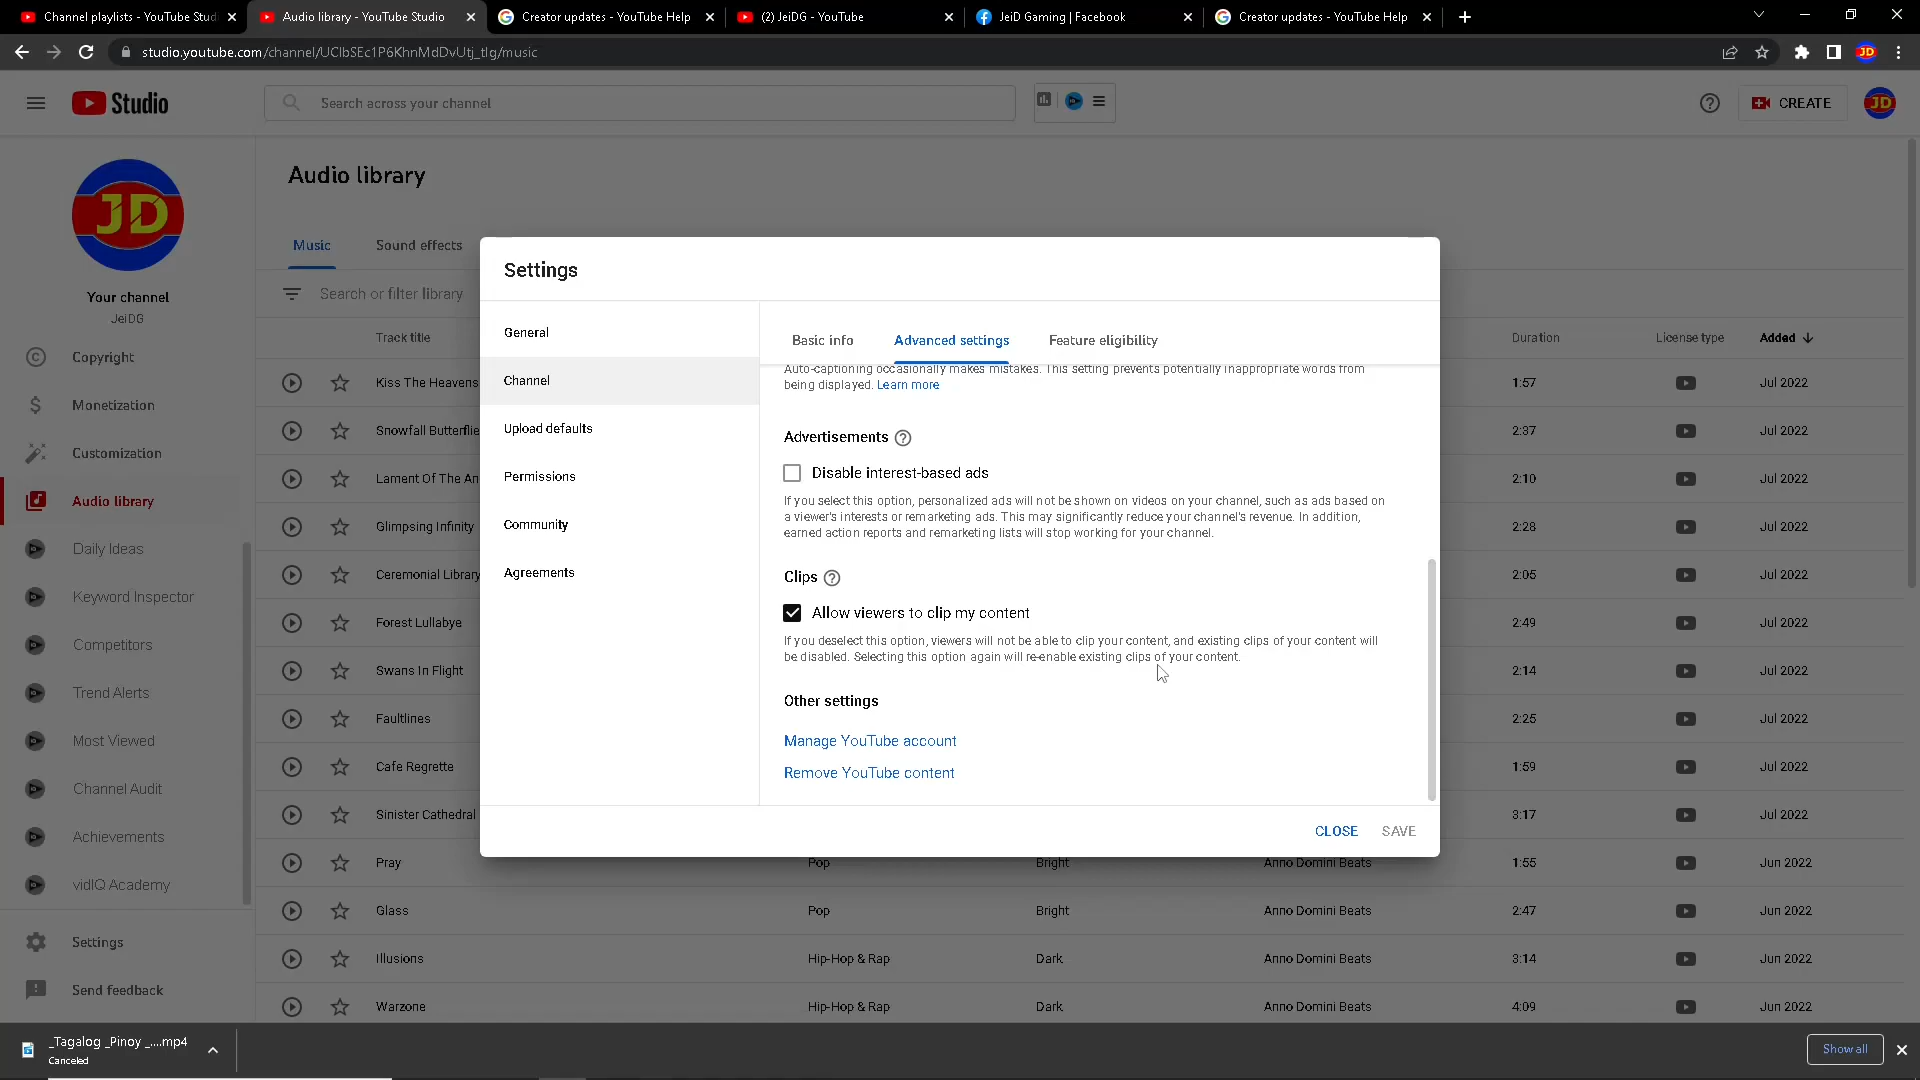 Channel playlists - YouTube Stud
Audio library - YouTube Studio
Creator updates - YouTube Help
(2) JeiDG - YouTube
JeiD Gaming | Facebook
Creator updates - YouTube Help
studio.youtube.com/channel/UClbSEc1P6KhnMdDvUtj_tlg/music
JD
Studio
Search across your channel
CREATE
JD
JD
Your channel
JeiDG
Copyright
Monetization
Customization
Audio library
Daily Ideas
Keyword Inspector
Competitors
Trend Alerts
Most Viewed
Channel Audit
Achievements
vidIQ Academy
Settings
Send feedback
Audio library
Music
Sound effects
Search or filter library
Track title
Duration
License type
Added
Kiss The Heavens
1:57
Jul 2022
Snowfall Butterflie
2:37
Jul 2022
Lament Of The An
2:10
Jul 2022
Glimpsing Infinity
2:28
Jul 2022
Ceremonial Library
2:05
Jul 2022
Forest Lullabye
2:49
Jul 2022
Swans In Flight
2:14
Jul 2022
Faultlines
2:25
Jul 2022
Cafe Regrette
1:59
Jul 2022
Sinister Cathedral
3:17
Jul 2022
Pray
Pop
Bright
Anno Domini Beats
1:55
Jun 2022
Glass
Pop
Bright
Anno Domini Beats
2:47
Jun 2022
Illusions
Hip-Hop & Rap
Dark
Anno Domini Beats
3:14
Jun 2022
Warzone
Hip-Hop & Rap
Dark
Anno Domini Beats
4:09
Jun 2022
Settings
General
Channel
Upload defaults
Permissions
Community
Agreements
Basic info
Advanced settings
Feature eligibility
Auto-captioning occasionally makes mistakes. This setting prevents potentially inappropriate words from
being displayed. Learn more
Advertisements
Disable interest-based ads
If you select this option, personalized ads will not be shown on videos on your channel, such as ads based on
a viewer's interests or remarketing ads. This may significantly reduce your channel's revenue. In addition,
earned action reports and remarketing lists will stop working for your channel.
Clips
Allow viewers to clip my content
If you deselect this option, viewers will not be able to clip your content, and existing clips of your content will
be disabled. Selecting this option again will re-enable existing clips of your content.
Other settings
Manage YouTube account
Remove YouTube content
CLOSE
SAVE
_Tagalog _Pinoy _....mp4
Canceled
Show all